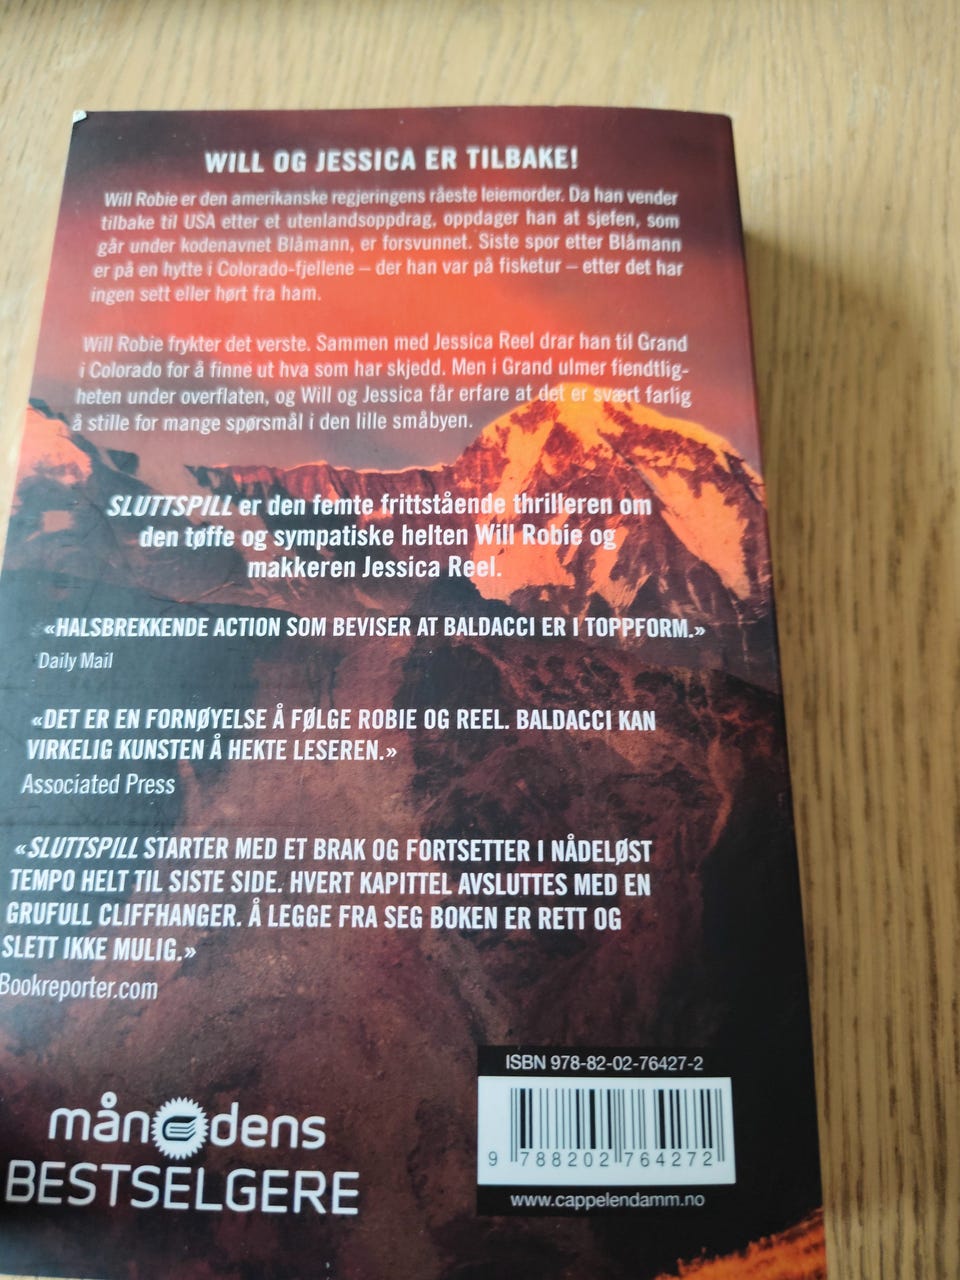 WILL OG JESSICA ER TILBAKE!
Will Robie er den amerikanske regjeringens råeste leiemorder. Da han vender
tilbake til USA etter et utenlandsoppdrag, oppdager han at sjefen, som
går under kodenavnet Blåmann, er forsvunnet. Siste spor etter Blåmann
er på en hytte i Colorado-fjellene – der han var på fisketur – etter det har
ingen sett eller hørt fra ham.
Will Robie frykter det verste. Sammen med Jessica Reel drar han til Grand
i Colorado for å finne ut hva som har skjedd. Men i Grand ulmer fiendtlig-
heten under overflaten, og Will og Jessica får erfare at det er svært farlig
å stille for mange spørsmål i den lille småbyen.
SLUTTSPILL er den femte frittstående thrilleren om
den tøffe og sympatiske helten Will Robie og
makkeren Jessica Reel.
«HALSBREKKENDE ACTION SOM BEVISER AT BALDACCI ER I TOPPFORM.»
Daily Mail
«DET ER EN FORNØYELSE Å FØLGE ROBIE OG REEL. BALDACCI KAN
VIRKELIG KUNSTEN Å HEKTE LESEREN.»
Associated Press
«SLUTTSPILL STARTER MED ET BRAK OG FORTSETTER I NÅDELØST
TEMPO HELT TIL SISTE SIDE. HVERT KAPITTEL AVSLUTTES MED EN
GRUFULL CLIFFHANGER. Å LEGGE FRA SEG BOKEN ER RETT OG
SLETT IKKE MULIG.»
Bookreporter.com
ISBN 978-82-02-76427-2
9 788202 764272
www.cappelendamm.no
månedens
BESTSELGERE